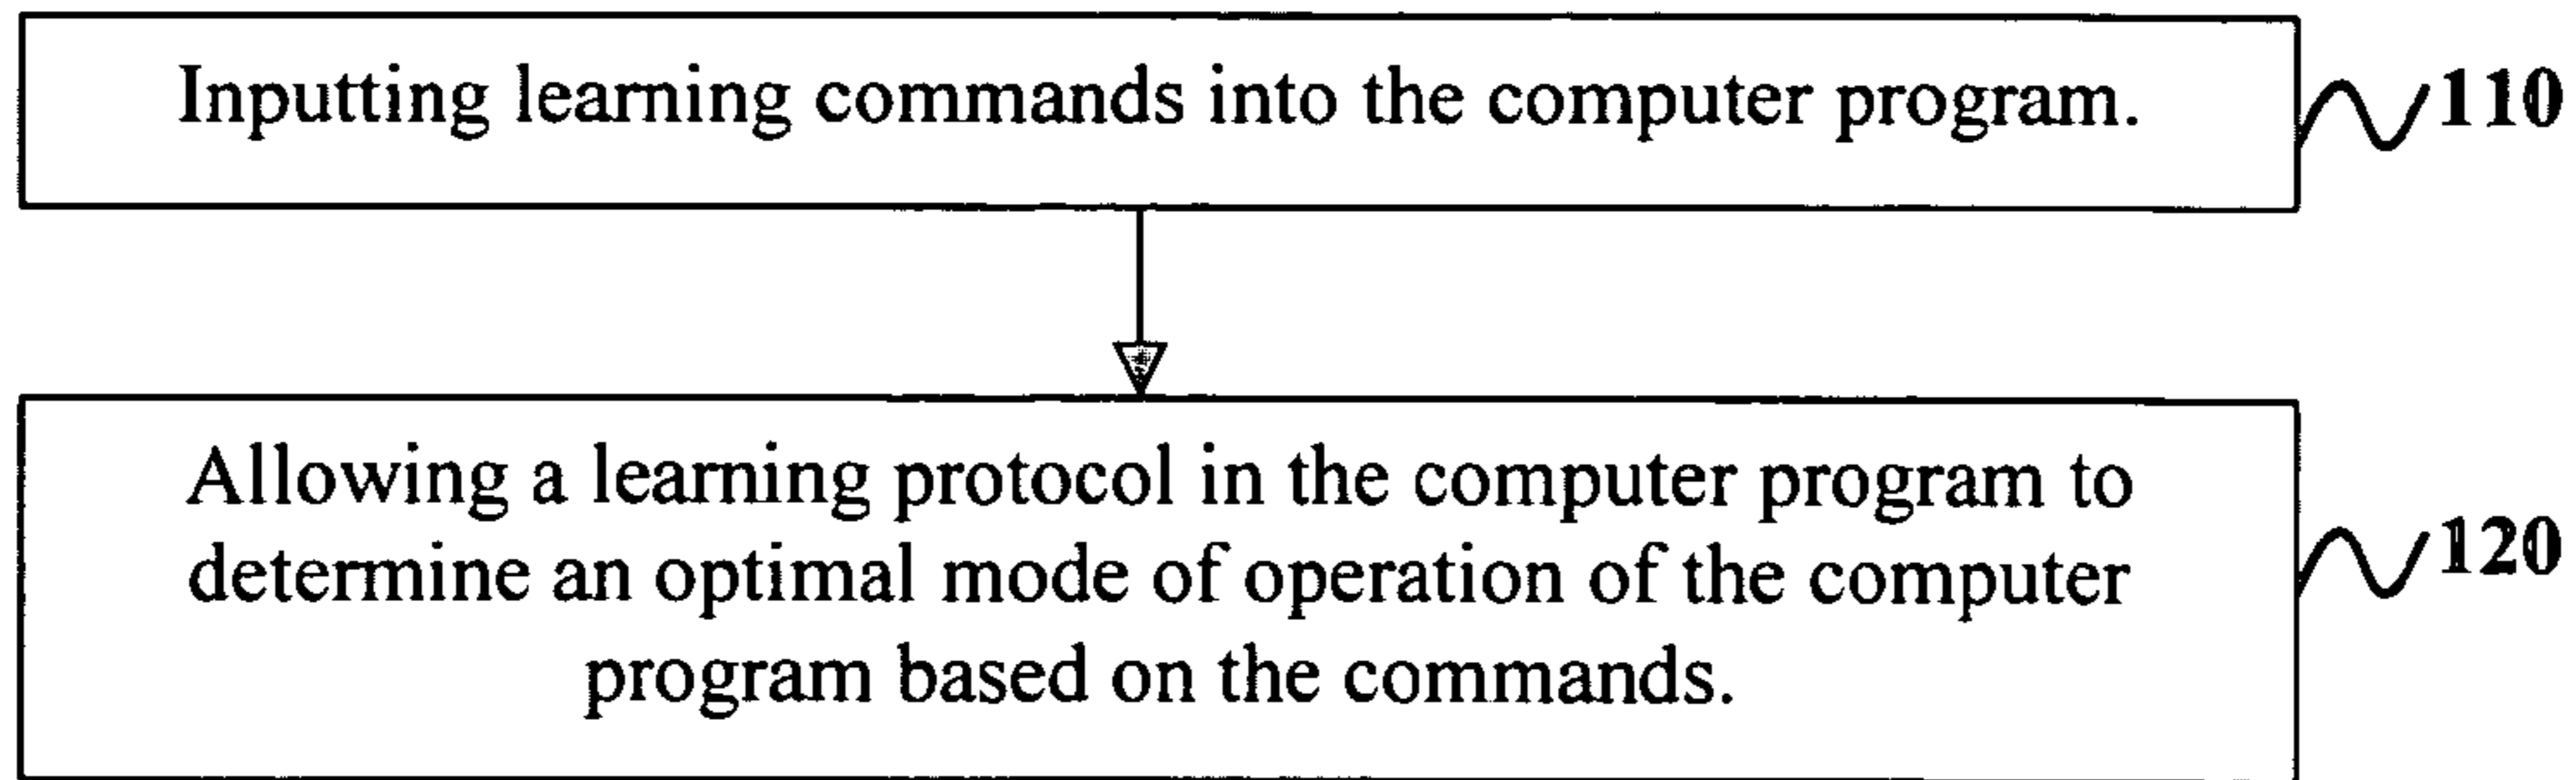 Inputting learning commands into the computer program.
110
Allowing a learning protocol in the computer program to
determine an optimal mode of operation of the computer
program based on the commands.
120